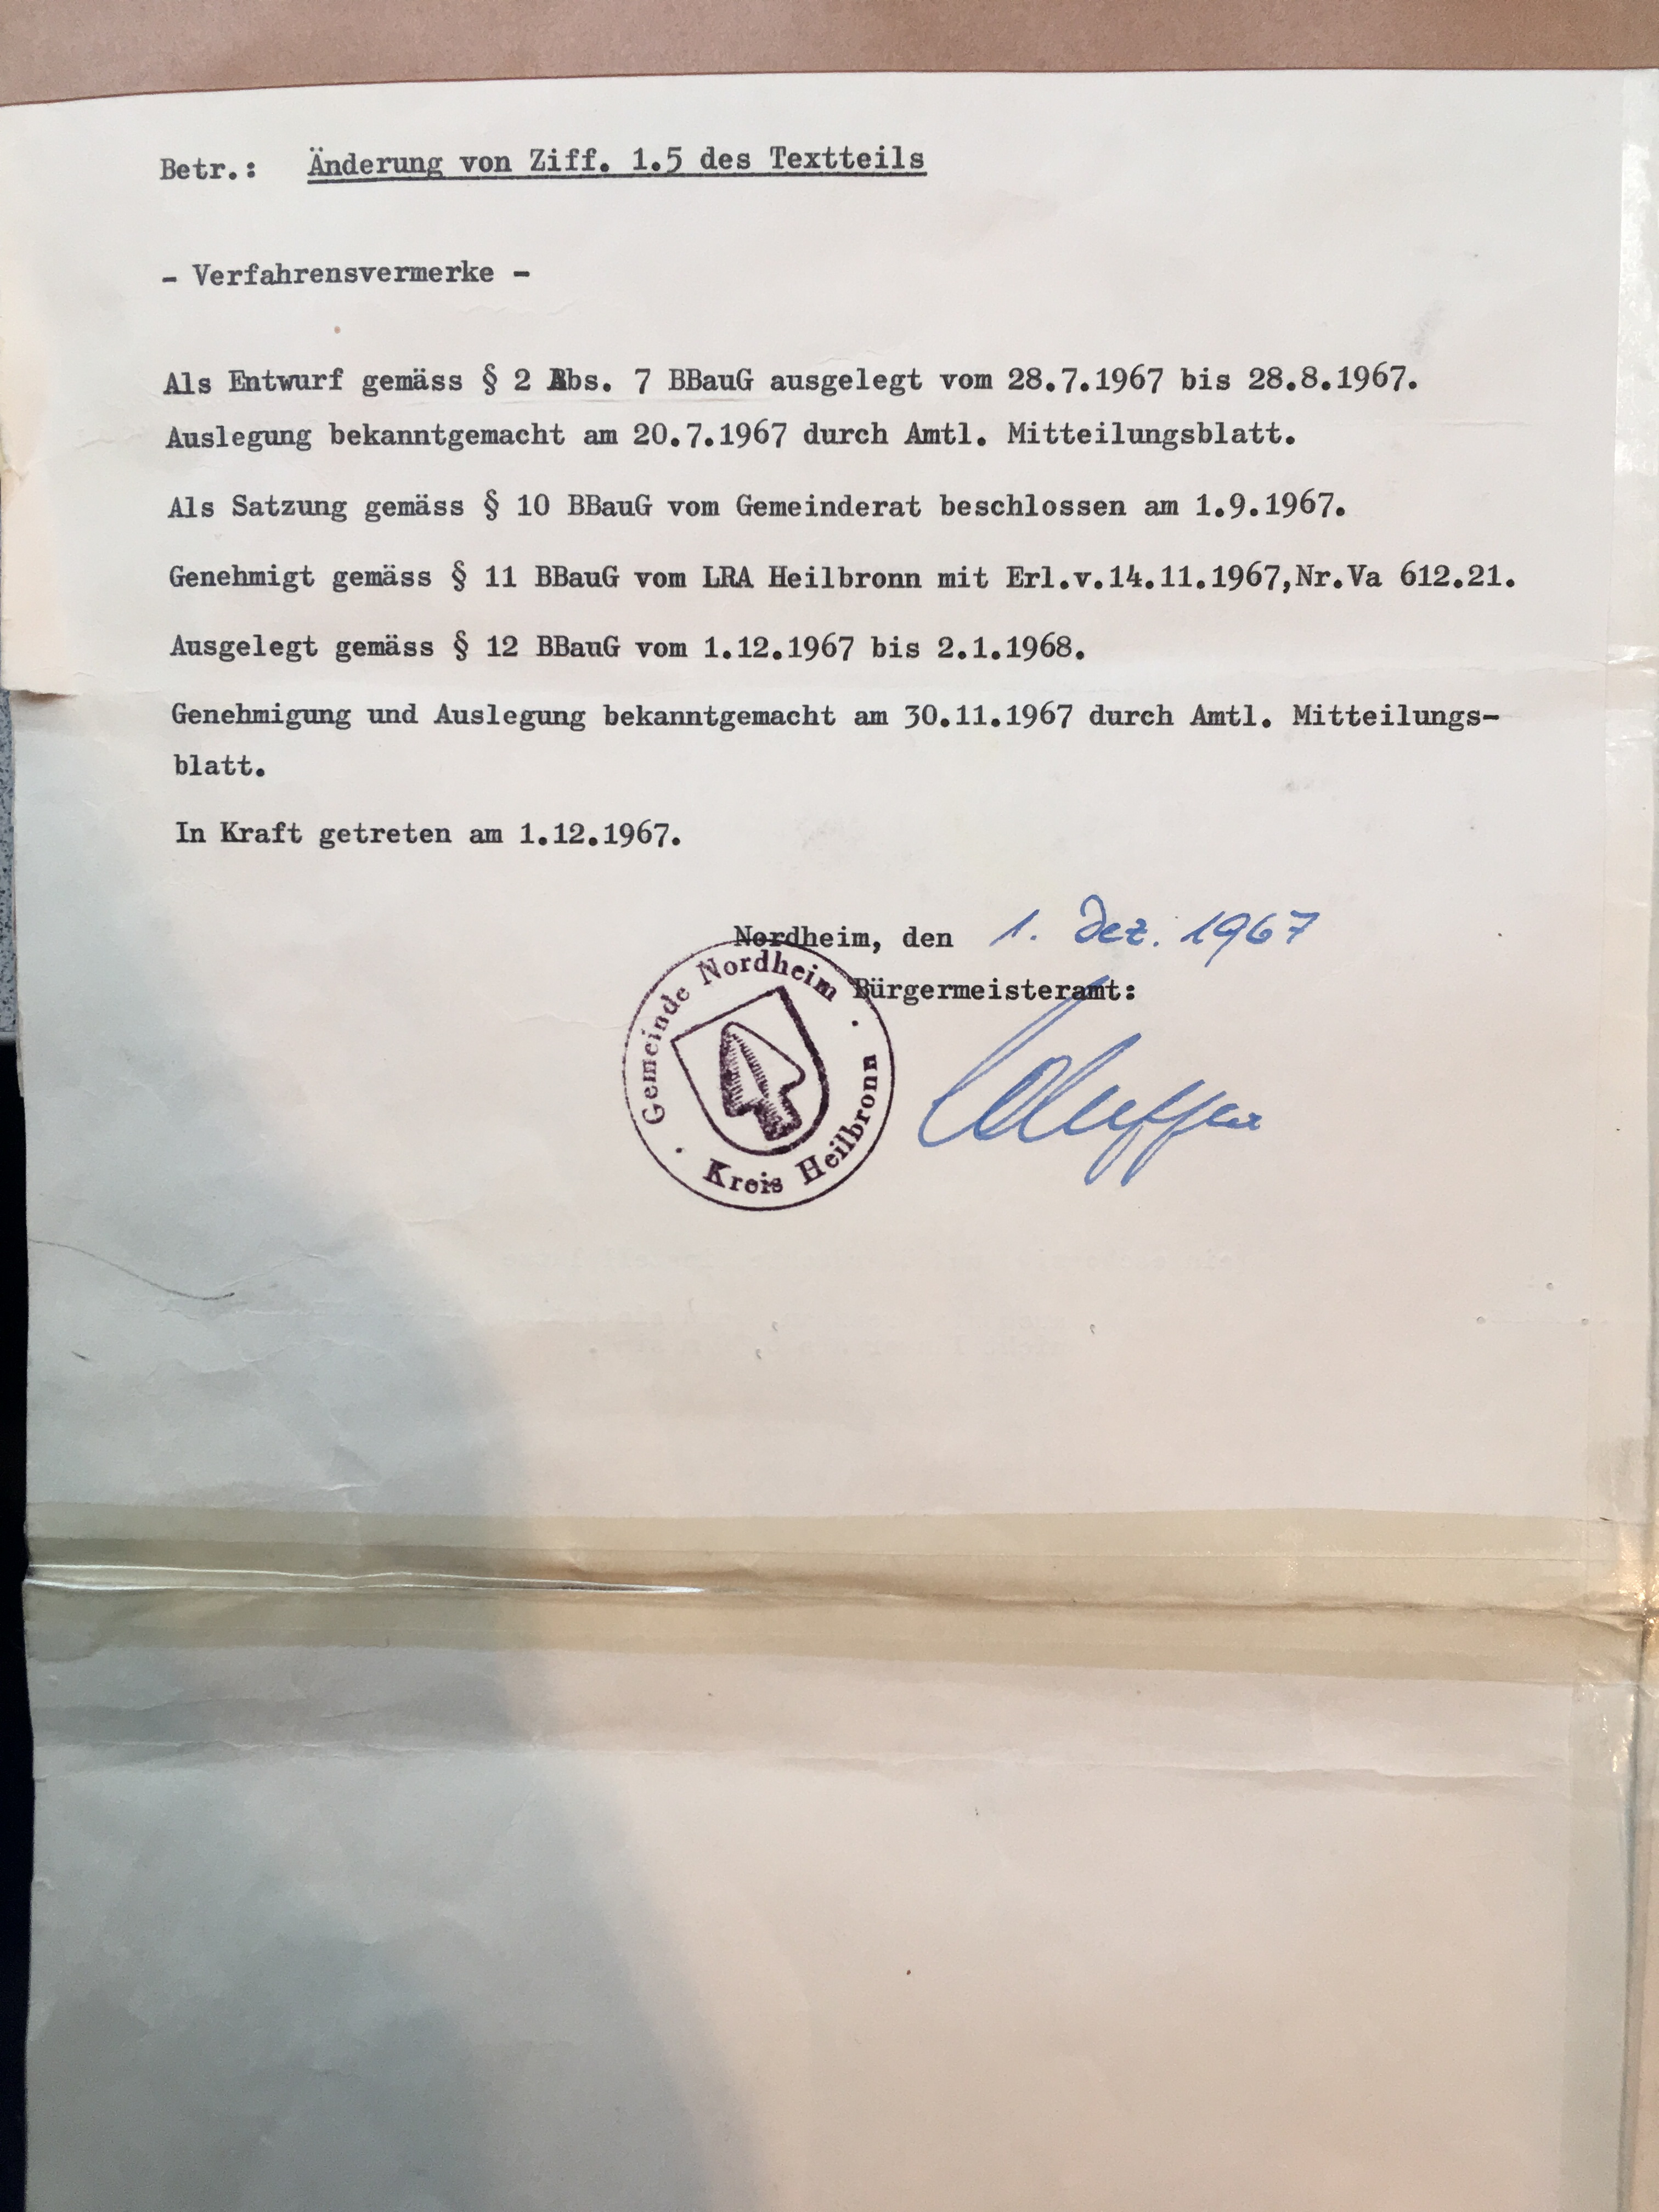 Betr.: Änderung von Ziff. 1.5 des Textteils
- Verfahrensvermerke -
Als Entwurf gemäss § 2 Abs. 7 BBauG ausgelegt vom 28.7.1967 bis 28.8.1967.
Auslegung bekanntgemacht am 20.7.1967 durch Amtl. Mitteilungsblatt.
Als Satzung gemäss § 10 BBauG vom Gemeinderat beschlossen am 1.9.1967.
Genehmigt gemäss § 11 BBauG vom LRA Heilbronn mit Erl.v.14.11.1967,Nr.Va 612.21.
Ausgelegt gemäss § 12 BBauG vom 1.12.1967 bis 2.1.1968.
Genehmigung und Auslegung bekanntgemacht am 30.11.1967 durch Amtl. Mitteilungs-
blatt.
In Kraft getreten am 1.12.1967.
Nordheim, den 1. Dez. 1967
Bürgermeisteramt:
Gemeinde Nordheim
Kreis Heilbronn